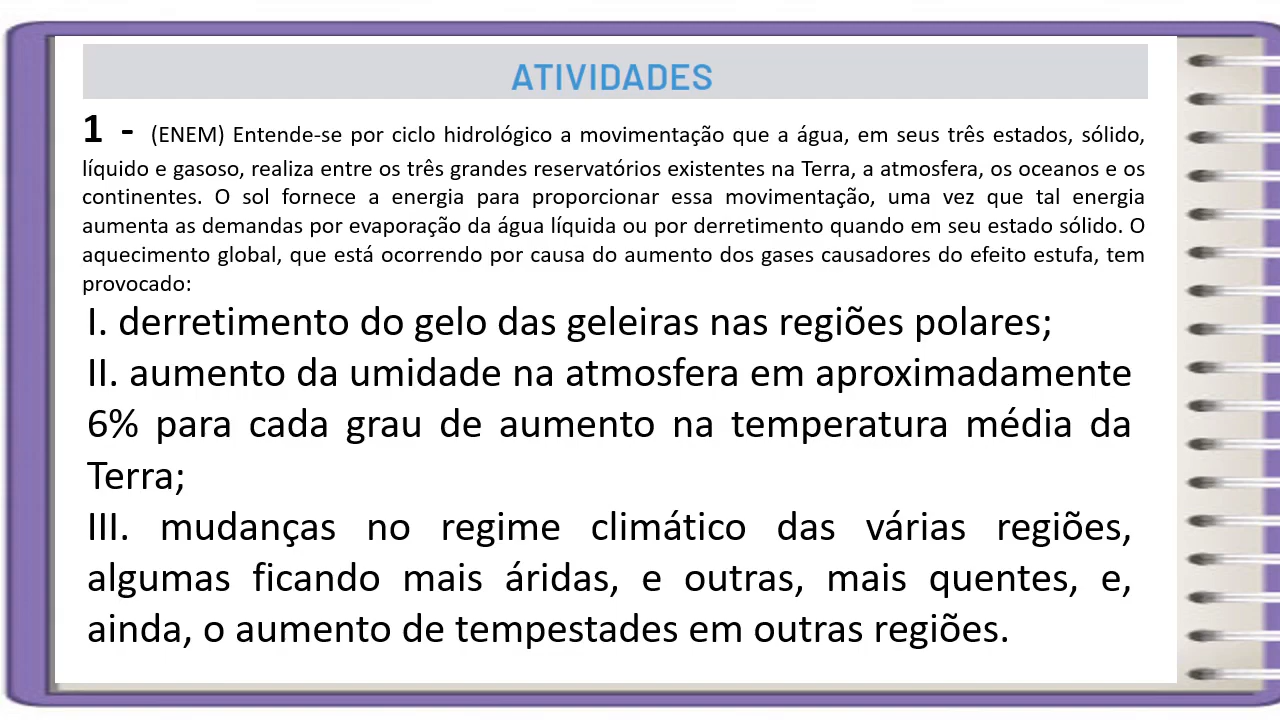 ATIVIDADES
1 - (ENEM) Entende-se por ciclo hidrológico a movimentação que a água, em seus três estados, sólido,
líquido e gasoso, realiza entre os três grandes reservatórios existentes na Terra, a atmosfera, os oceanos e os
continentes. O sol fornece a energia para proporcionar essa movimentação, uma vez que tal energia
aumenta as demandas por evaporação da água líquida ou por derretimento quando em seu estado sólido. O
aquecimento global, que está ocorrendo por causa do aumento dos gases causadores do efeito estufa, tem
provocado:
I. derretimento do gelo das geleiras nas regiões polares;
II. aumento da umidade na atmosfera em aproximadamente
6% para cada grau de aumento na temperatura média da
Terra;
III. mudanças no regime climático das várias regiões,
algumas ficando mais áridas, e outras, mais quentes, e,
ainda, o aumento de tempestades em outras regiões.